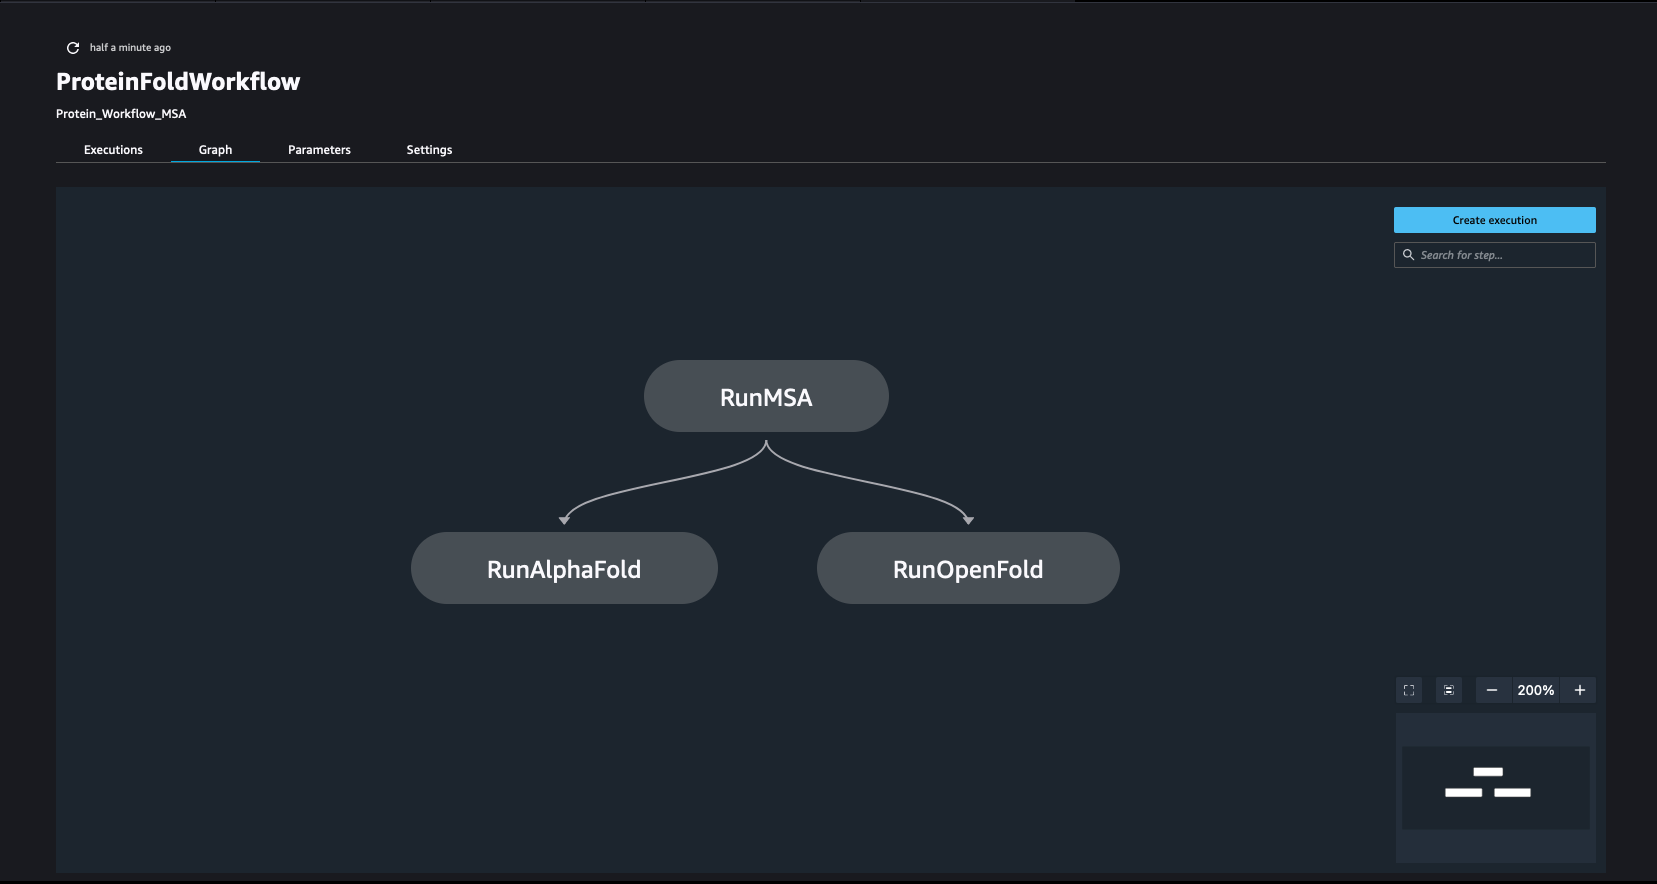 half a minute ago
ProteinFoldWorkflow
Protein_Workflow_MSA
Executions Graph Parameters Settings
Create execution
Search for step...
RunMSA
RunAlphaFold RunOpenFold
200%